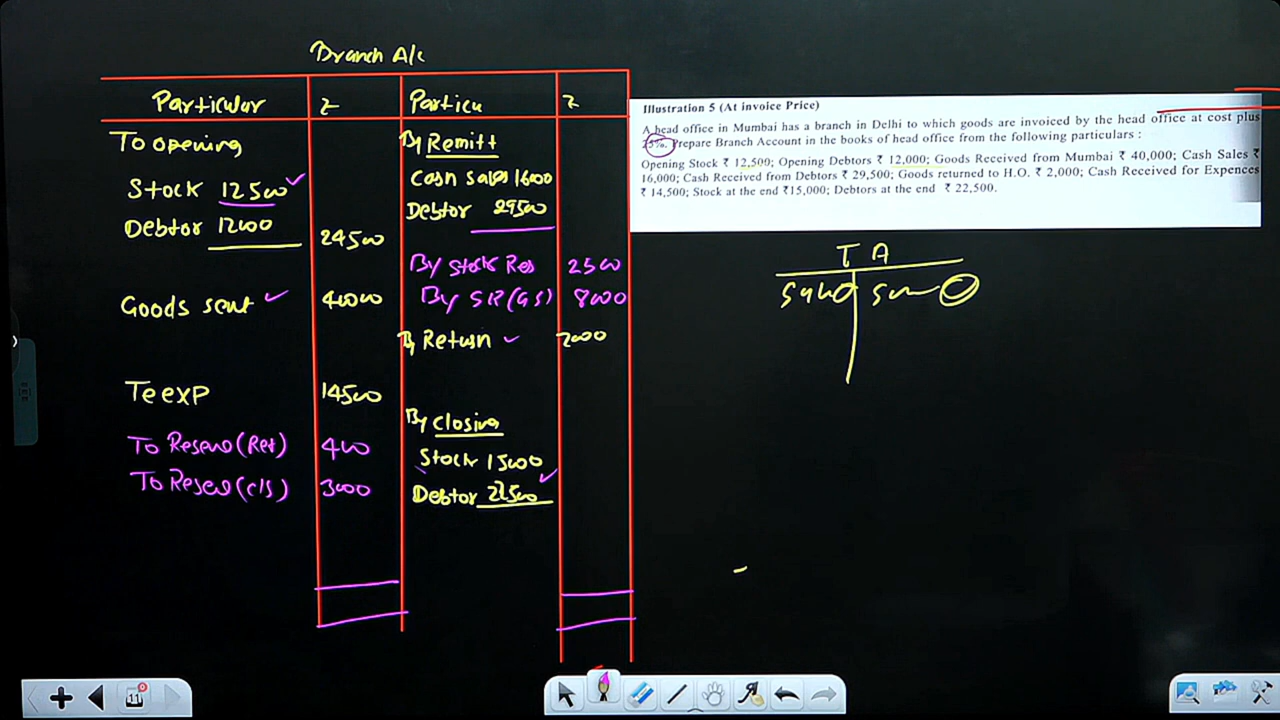 Branch A/c
Particular ₹ Particu ₹
To opening
Stock 12500
Debtor 12000 24500
Goods sent 40000
To exp 14500
To Reserve(Ret) 400
To Reserve(c/s) 3000
By Remitt
Cash sales 16000
Debtor 29500
By Stock Res 2500
By SR(GS) 8000
By Return 2000
By closing
Stock 15000
Debtor 22500
Illustration 5 (At invoice Price)
A head office in Mumbai has a branch in Delhi to which goods are invoiced by the head office at cost plus
25%. Prepare Branch Account in the books of head office from the following particulars :
Opening Stock ₹ 12,500; Opening Debtors ₹ 12,000; Goods Received from Mumbai ₹ 40,000; Cash Sales ₹
16,000; Cash Received from Debtors ₹ 29,500; Goods returned to H.O. ₹ 2,000; Cash Received for Expences
₹ 14,500; Stock at the end ₹15,000; Debtors at the end ₹ 22,500.
T A
11